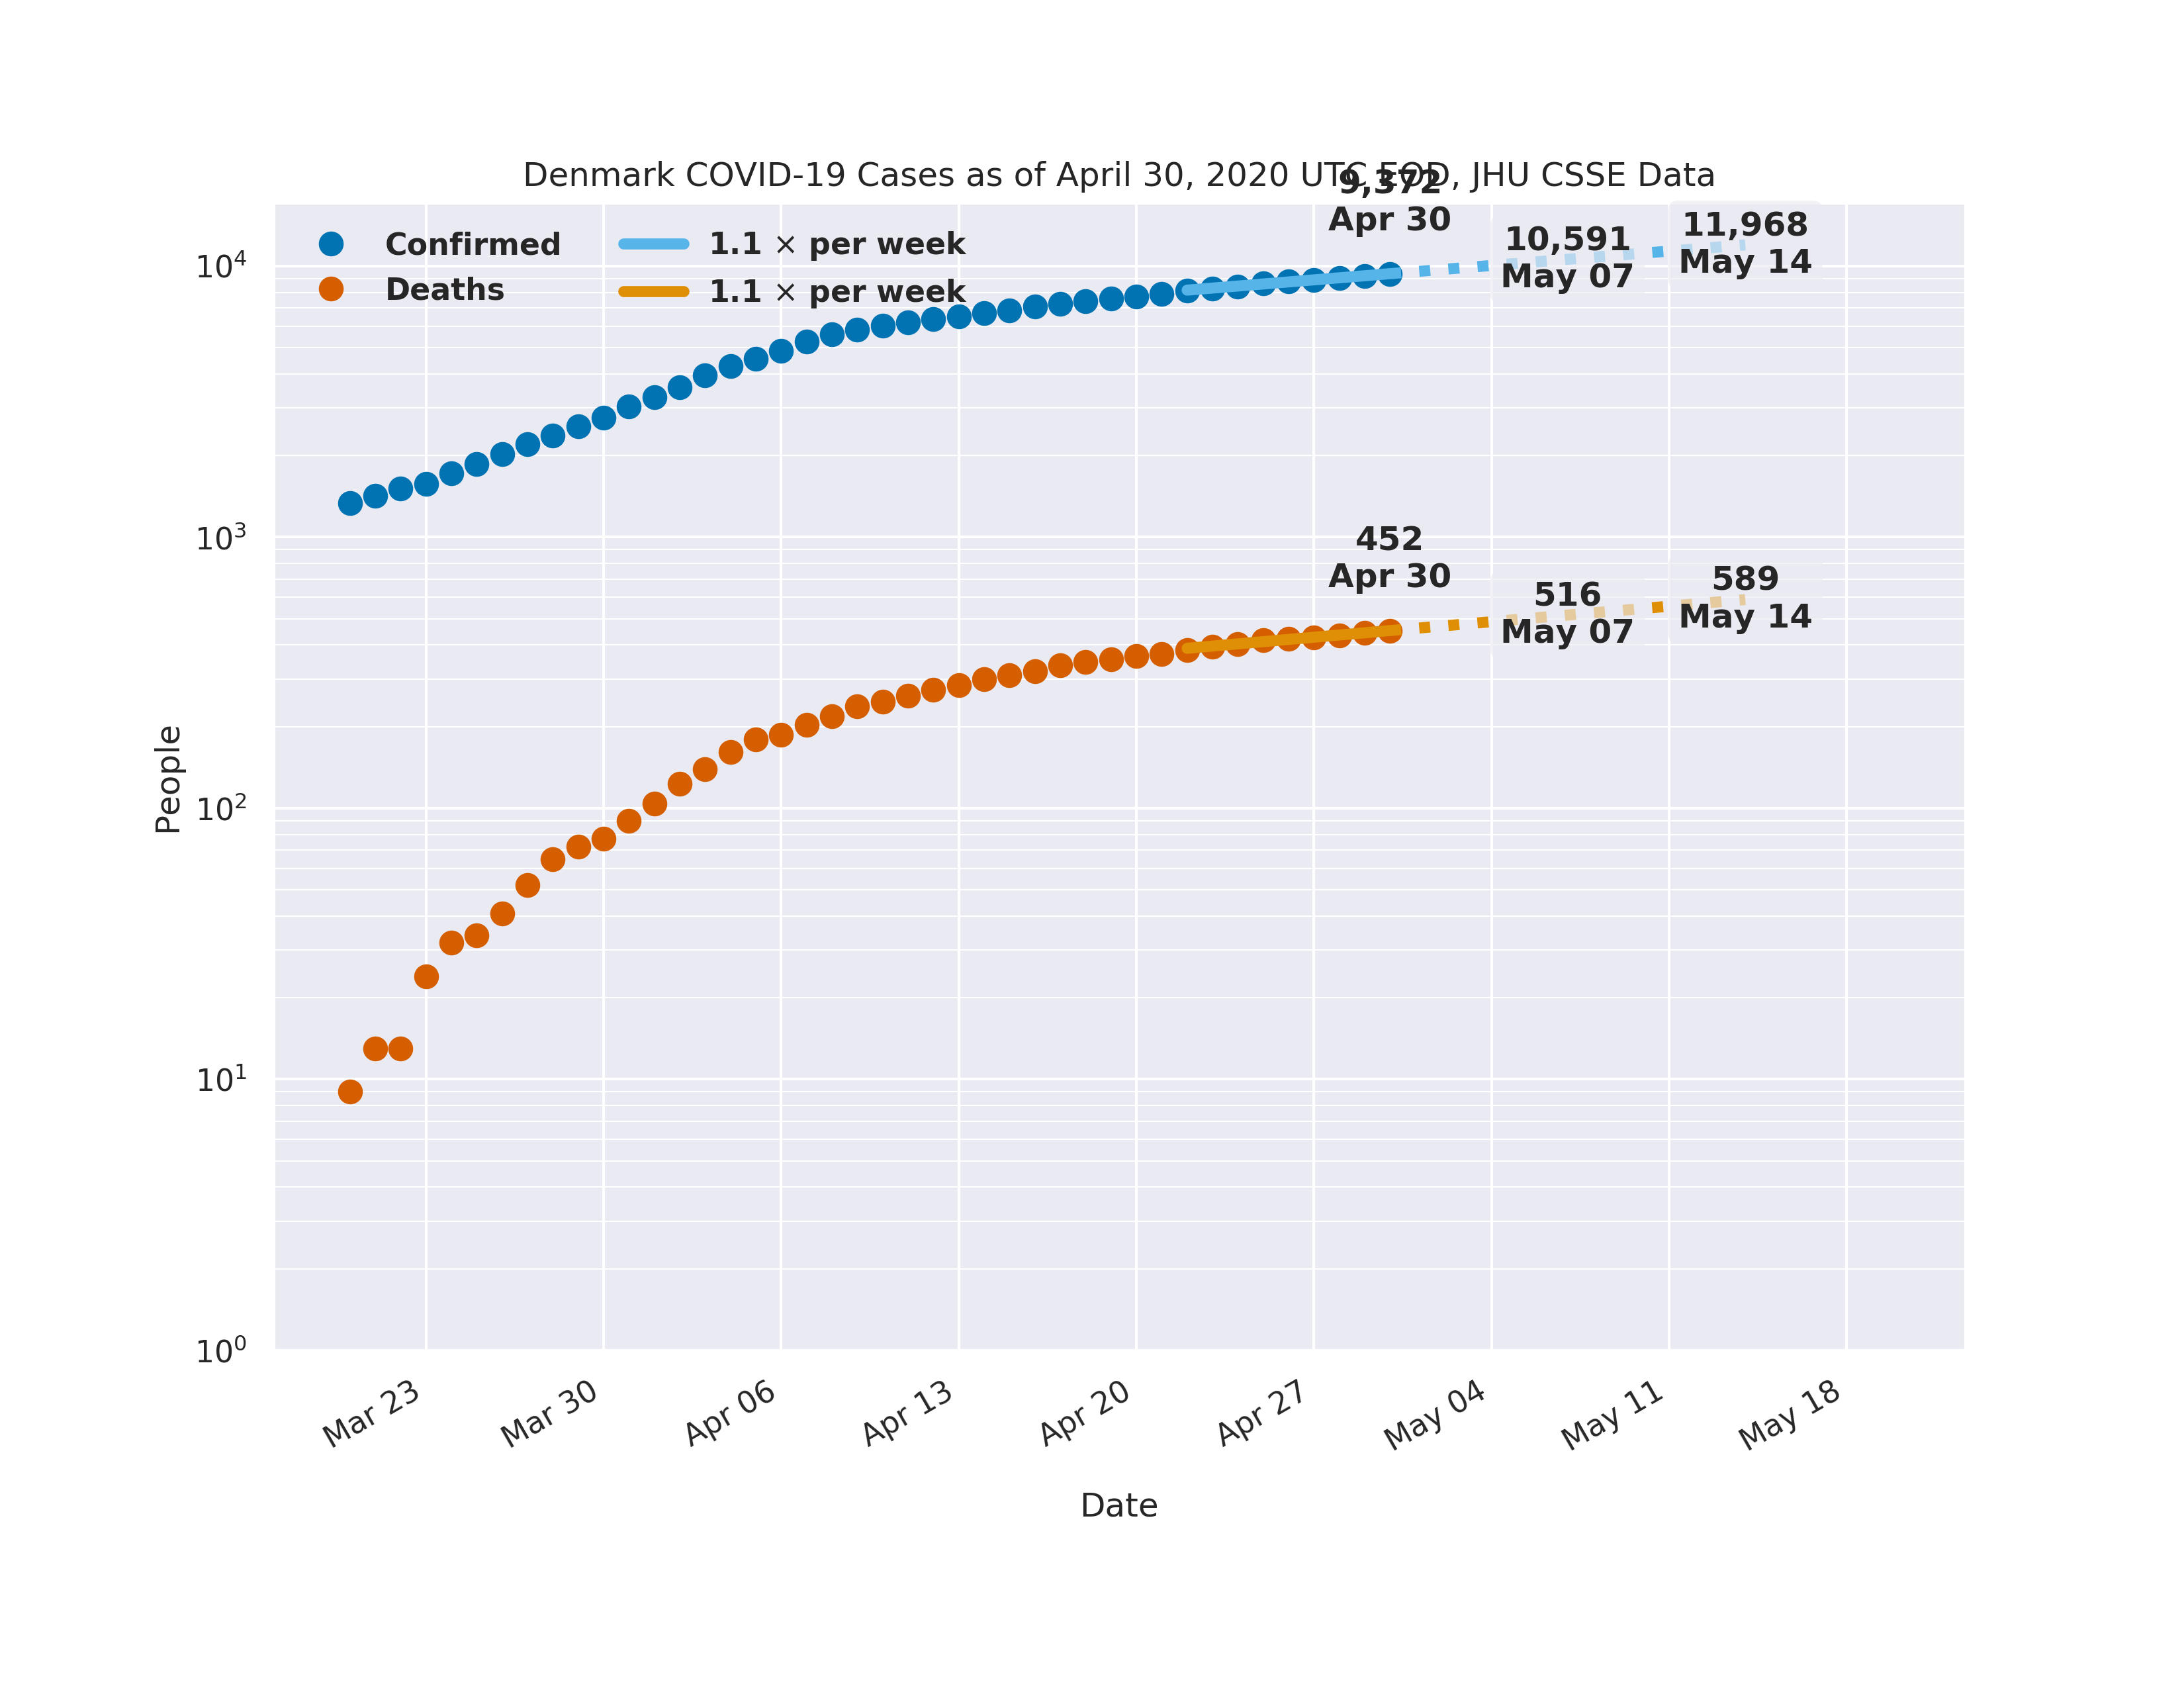 Denmark COVID-19 Cases as of April 30, 2020 UTC EOD, JHU CSSE Data
9,372
Apr 30
10,591
May 07
11,968
May 14
Confirmed
Deaths
1.1 × per week
1.1 × per week
452
Apr 30
516
May 07
589
May 14
People
10⁴
10³
10²
10¹
10⁰
Mar 23
Mar 30
Apr 06
Apr 13
Apr 20
Apr 27
May 04
May 11
May 18
Date